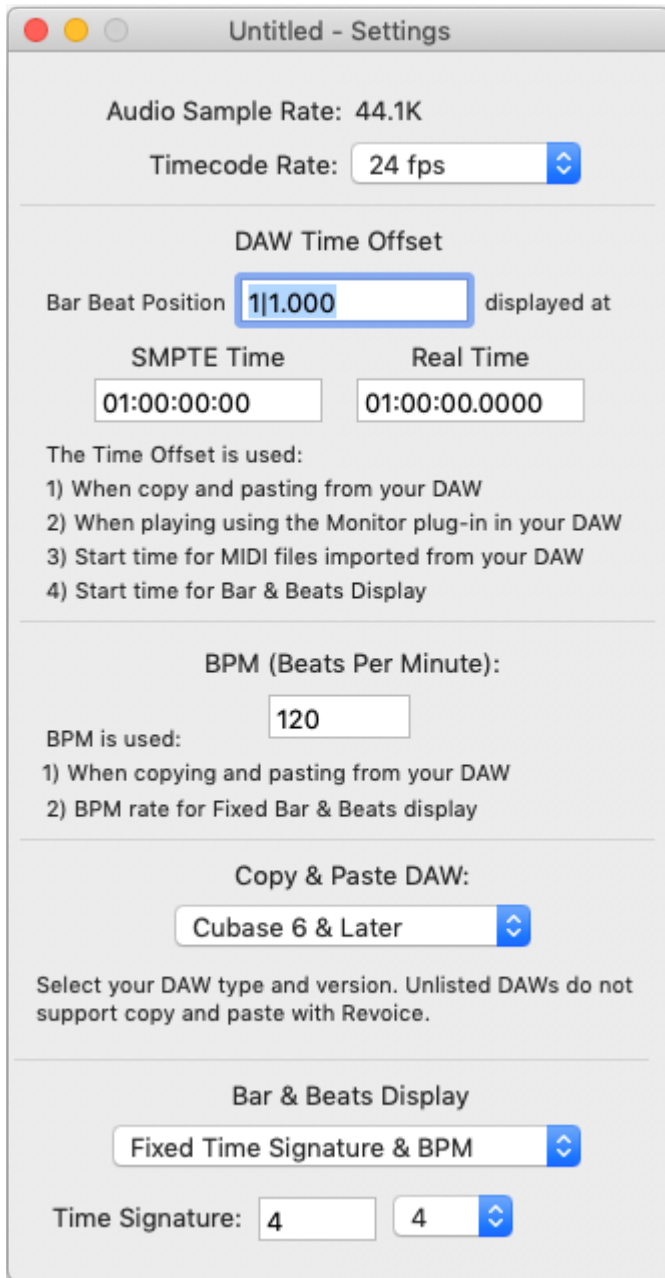 Untitled - Settings
Audio Sample Rate: 44.1K
Timecode Rate: 24 fps
DAW Time Offset
Bar Beat Position 1|1.000 displayed at
SMPTE Time Real Time
01:00:00:00 01:00:00.0000
The Time Offset is used:
1) When copy and pasting from your DAW
2) When playing using the Monitor plug-in in your DAW
3) Start time for MIDI files imported from your DAW
4) Start time for Bar & Beats Display
BPM (Beats Per Minute):
120
BPM is used:
1) When copying and pasting from your DAW
2) BPM rate for Fixed Bar & Beats display
Copy & Paste DAW:
Cubase 6 & Later
Select your DAW type and version. Unlisted DAWs do not
support copy and paste with Revoice.
Bar & Beats Display
Fixed Time Signature & BPM
Time Signature: 4 4